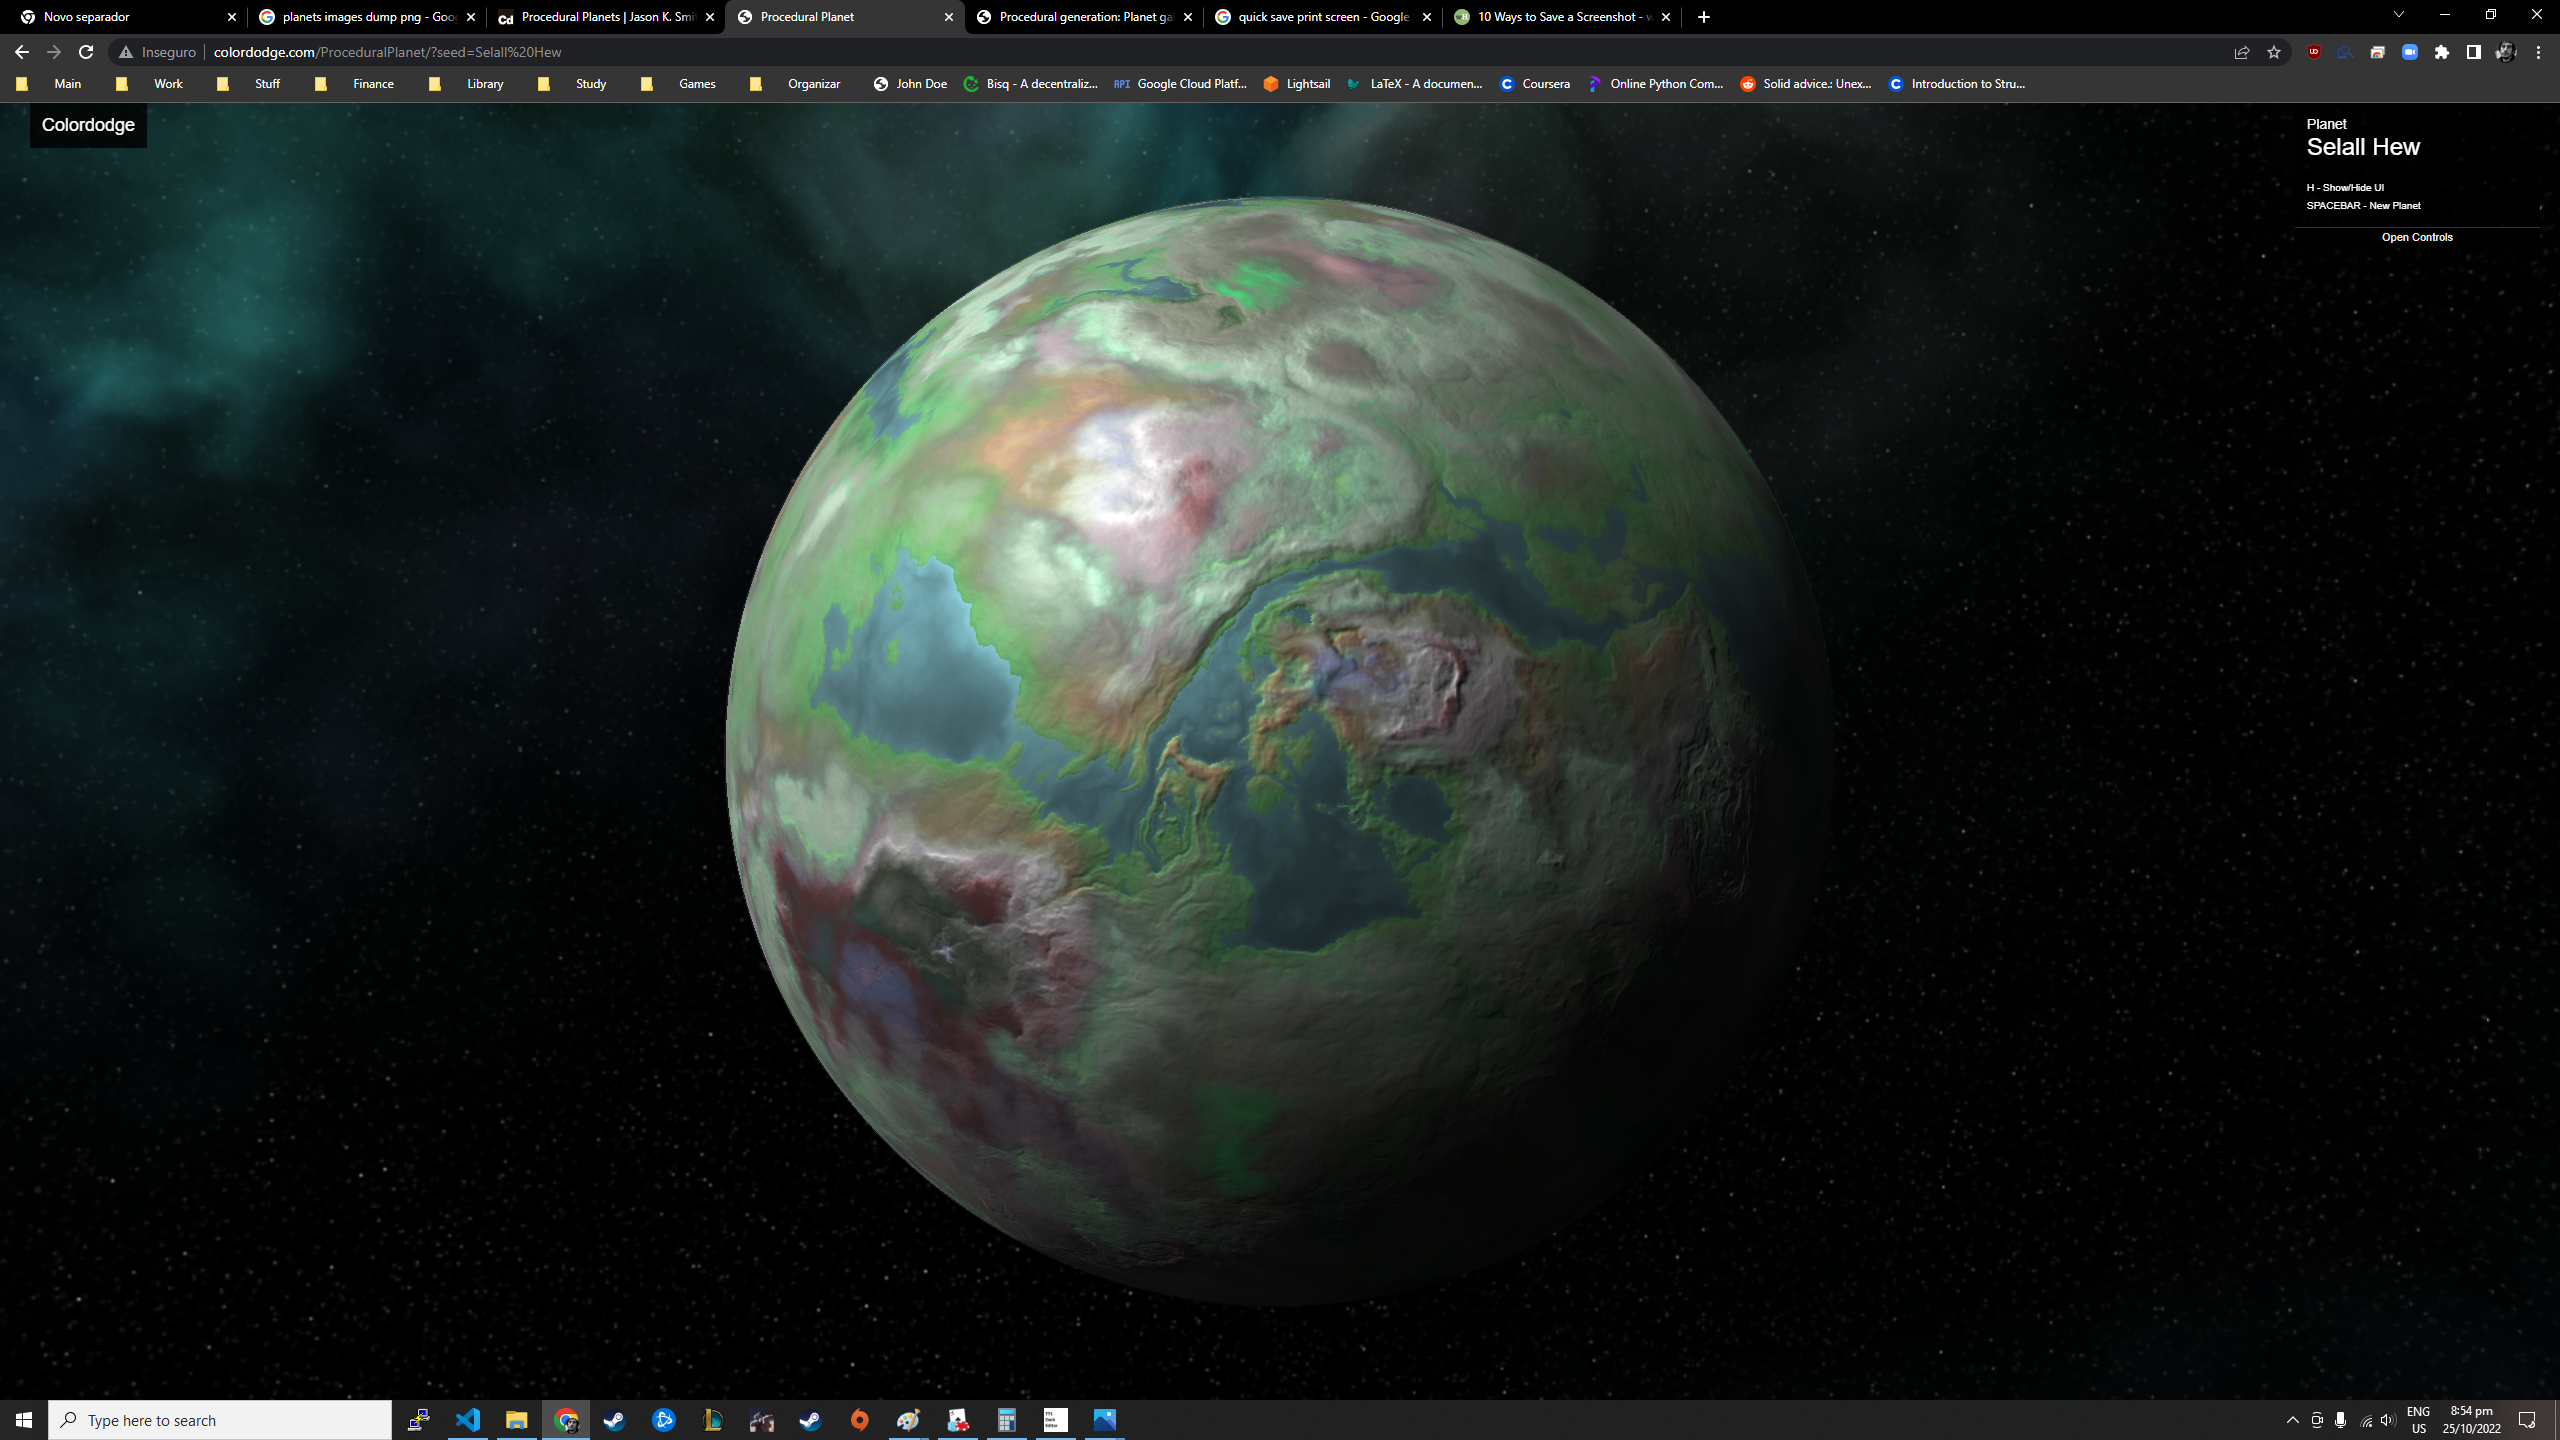 Novo separador
planets images dump png - Goo
Procedural Planets | Jason K. Smi
Procedural Planet
Procedural generation: Planet ga
quick save print screen - Google
10 Ways to Save a Screenshot - w
Inseguro
colordodge.com/ProceduralPlanet/?seed=Selall%20Hew
Main
Work
Stuff
Finance
Library
Study
Games
Organizar
John Doe
Bisq - A decentraliz...
API
Google Cloud Platf...
Lightsail
LaTeX - A documen...
Coursera
Online Python Com...
Solid advice.: Unex...
Introduction to Stru...
Colordodge
Planet
Selall Hew
H - Show/Hide UI
SPACEBAR - New Planet
Open Controls
Type here to search
TTS
Deck
Editor
ENG
US
8:54 pm
25/10/2022